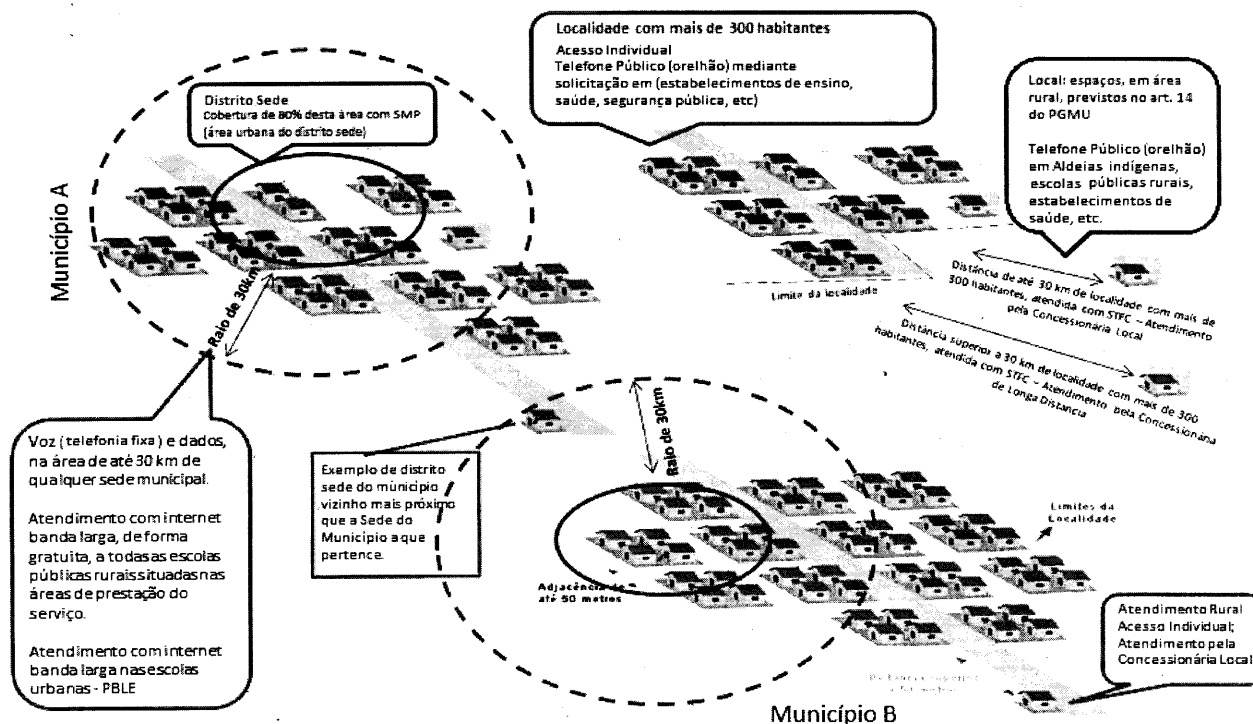 Localidade com mais de 300 habitantes
Acesso Individual
Telefone Público (orelhão) mediante
solicitação em (estabelecimentos de ensino,
saúde, segurança pública, etc)
Local: espaços, em área
rural, previstos no art. 14
do PGMU
Telefone Público (orelhão)
em Aldeias indígenas,
escolas públicas rurais,
estabelecimentos de
saúde, etc.
Distrito Sede
Cobertura de 80% desta área com SMP
(área urbana do distrito sede)
Município A
Raio de 30km
Limite da localidade
Distância de até 30 km de localidade com mais de
300 habitantes, atendida com STFC – Atendimento
pela Concessionária Local
Distância superior a 30 km de localidade com mais de 300
habitantes, atendida com STFC – Atendimento pela Concessionária
de Longa Distancia
Voz (telefonia fixa) e dados,
na área de até 30 km de
qualquer sede municipal.
Atendimento com internet
banda larga, de forma
gratuita, a todas as escolas
públicas rurais situadas nas
áreas de prestação do
serviço.
Atendimento com internet
banda larga nas escolas
urbanas - PBLE
Exemplo de distrito
sede do município
vizinho mais próximo
que a Sede do
Município a que
pertence.
Raio de 30km
Limites da
Localidade
Adjacência de
até 50 metros
Atendimento Rural
Acesso Individual;
Atendimento pela
Concessionária Local
Município B